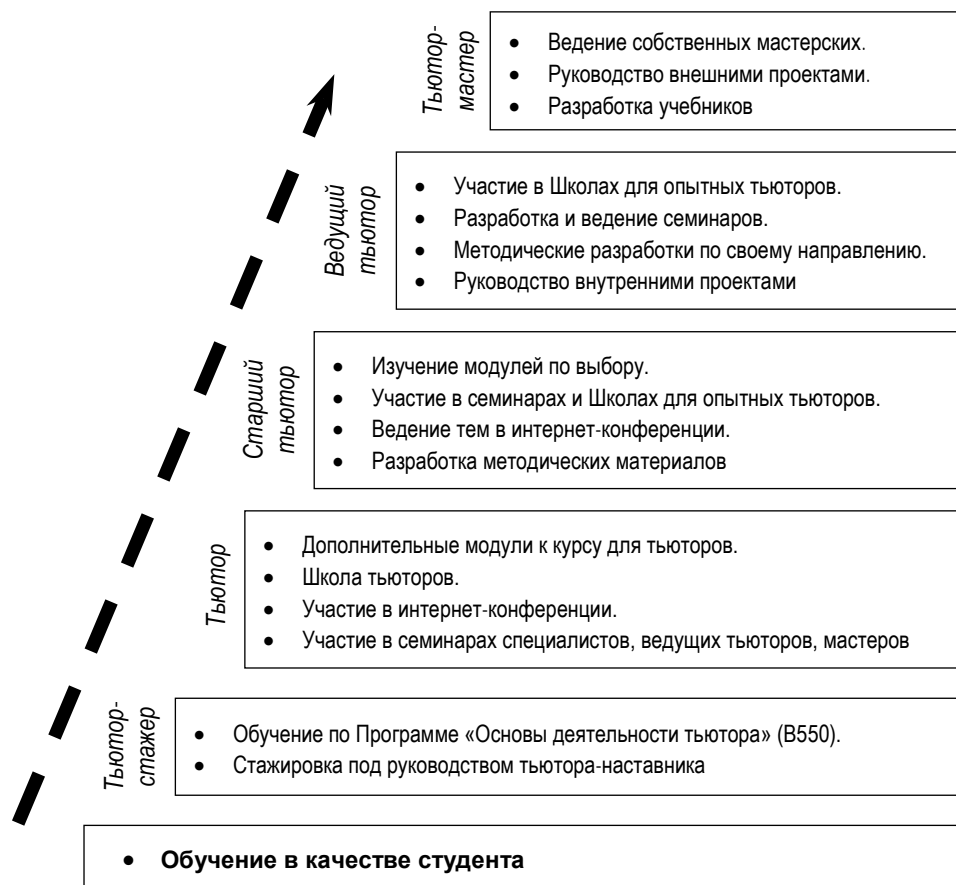 Тьютор-
мастер
• Ведение собственных мастерских.
• Руководство внешними проектами.
• Разработка учебников
Ведущий
тьютор
• Участие в Школах для опытных тьюторов.
• Разработка и ведение семинаров.
• Методические разработки по своему направлению.
• Руководство внутренними проектами
Старший
тьютор
• Изучение модулей по выбору.
• Участие в семинарах и Школах для опытных тьюторов.
• Ведение тем в интернет-конференции.
• Разработка методических материалов
Тьютор
• Дополнительные модули к курсу для тьюторов.
• Школа тьюторов.
• Участие в интернет-конференции.
• Участие в семинарах специалистов, ведущих тьюторов, мастеров
Тьютор-
стажер
• Обучение по Программе «Основы деятельности тьютора» (В550).
• Стажировка под руководством тьютора-наставника
• Обучение в качестве студента